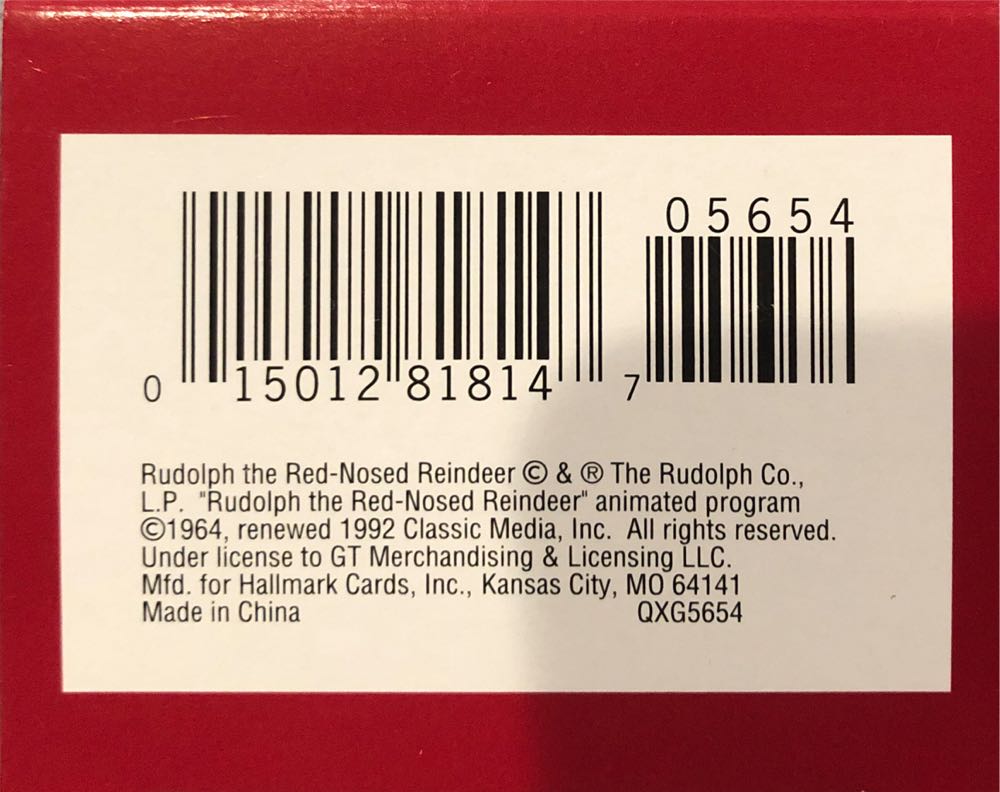 05654
0 15012 81814 7
Rudolph the Red-Nosed Reindeer © & ® The Rudolph Co.,
L.P. "Rudolph the Red-Nosed Reindeer" animated program
©1964, renewed 1992 Classic Media, Inc. All rights reserved.
Under license to GT Merchandising & Licensing LLC.
Mfd. for Hallmark Cards, Inc., Kansas City, MO 64141
Made in China QXG5654